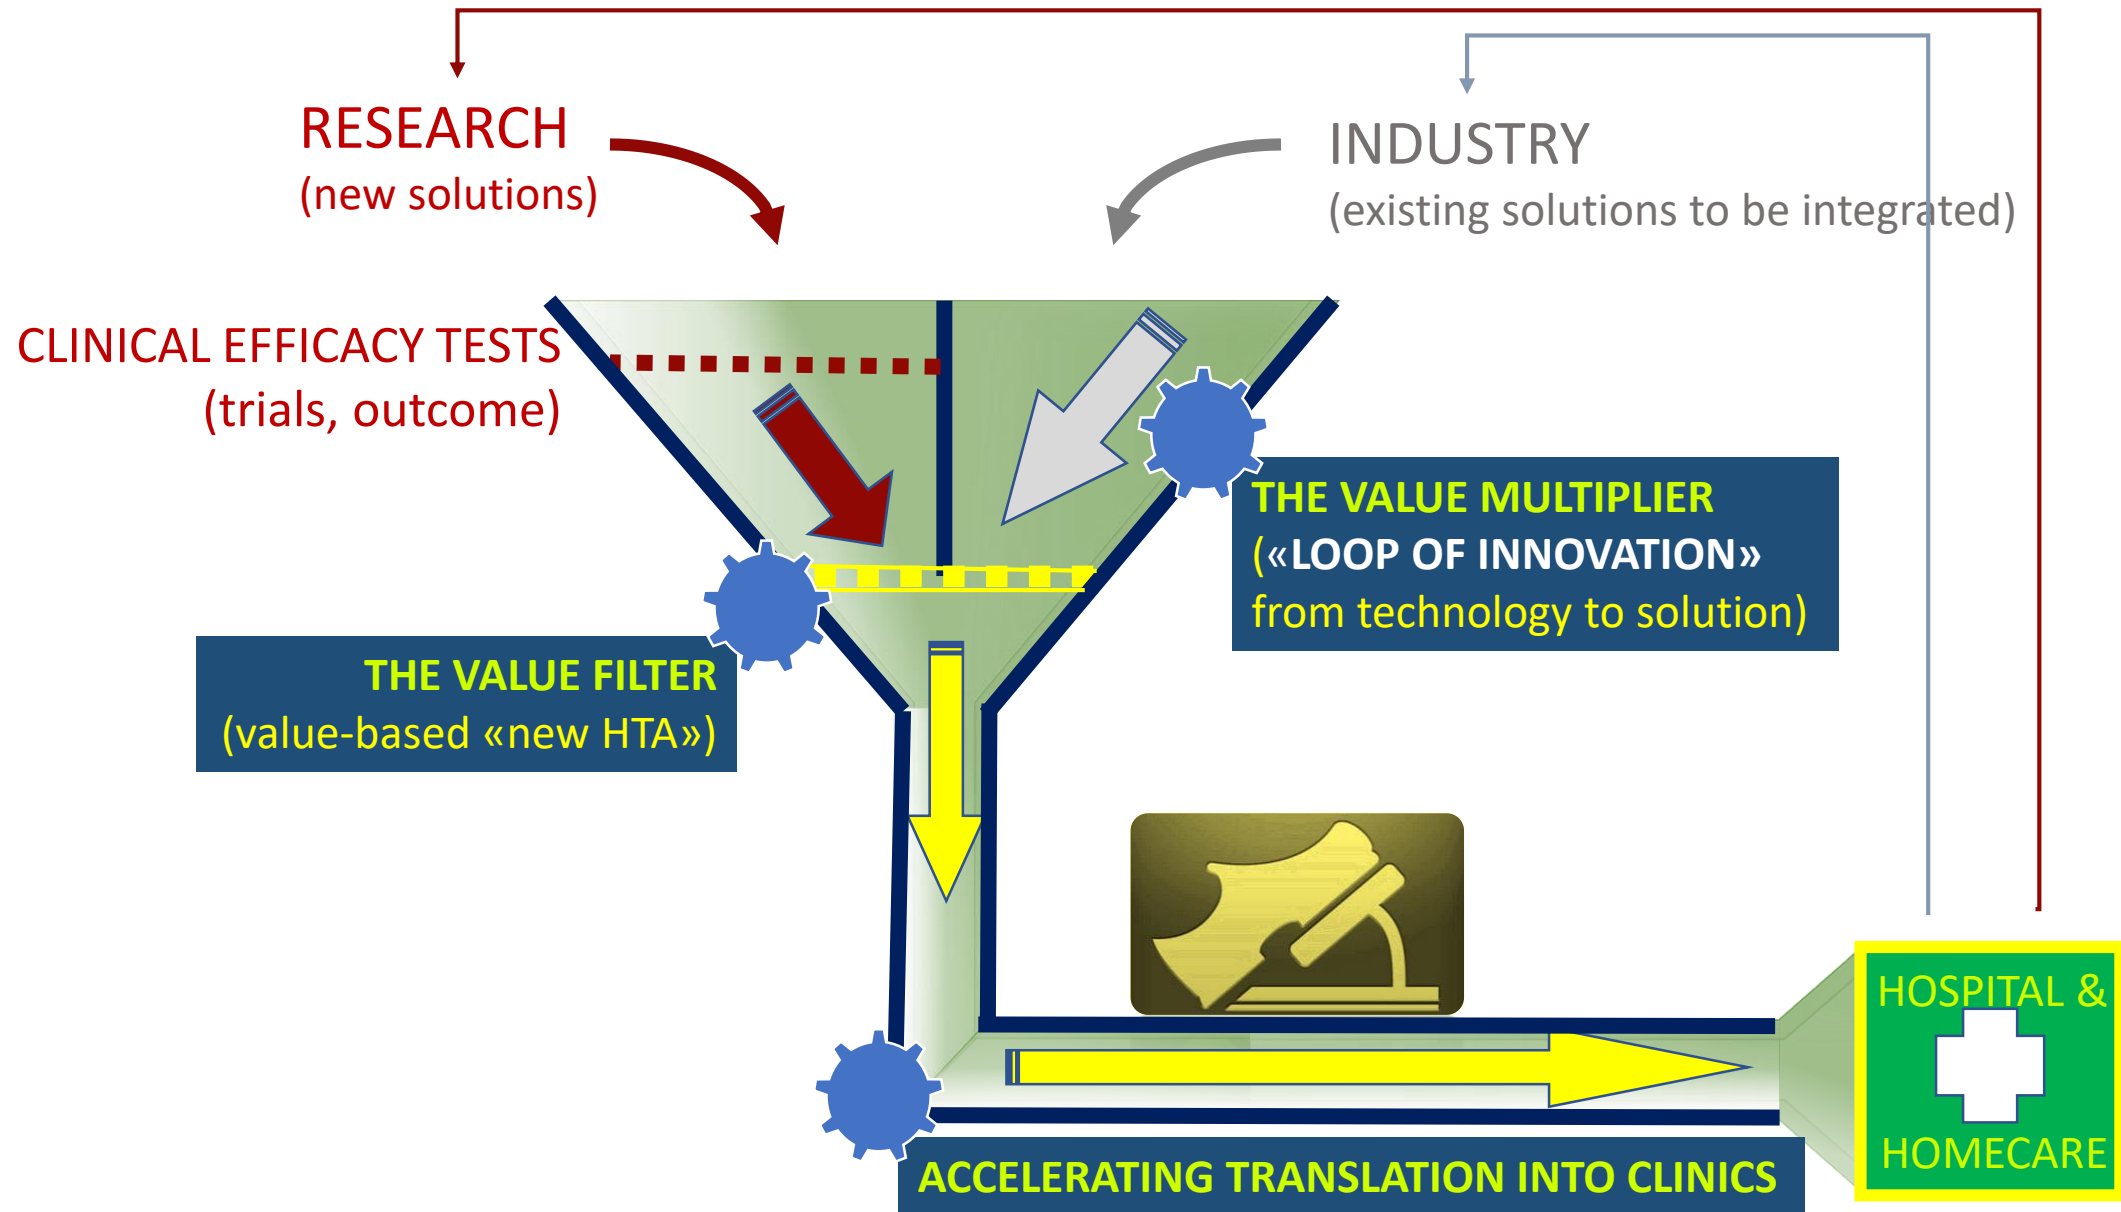 RESEARCH
(new solutions)
INDUSTRY
(existing solutions to be integrated)
CLINICAL EFFICACY TESTS
(trials, outcome)
THE VALUE MULTIPLIER
(«LOOP OF INNOVATION»
from technology to solution)
THE VALUE FILTER
(value-based «new HTA»)
HOSPITAL &
HOMECARE
ACCELERATING TRANSLATION INTO CLINICS